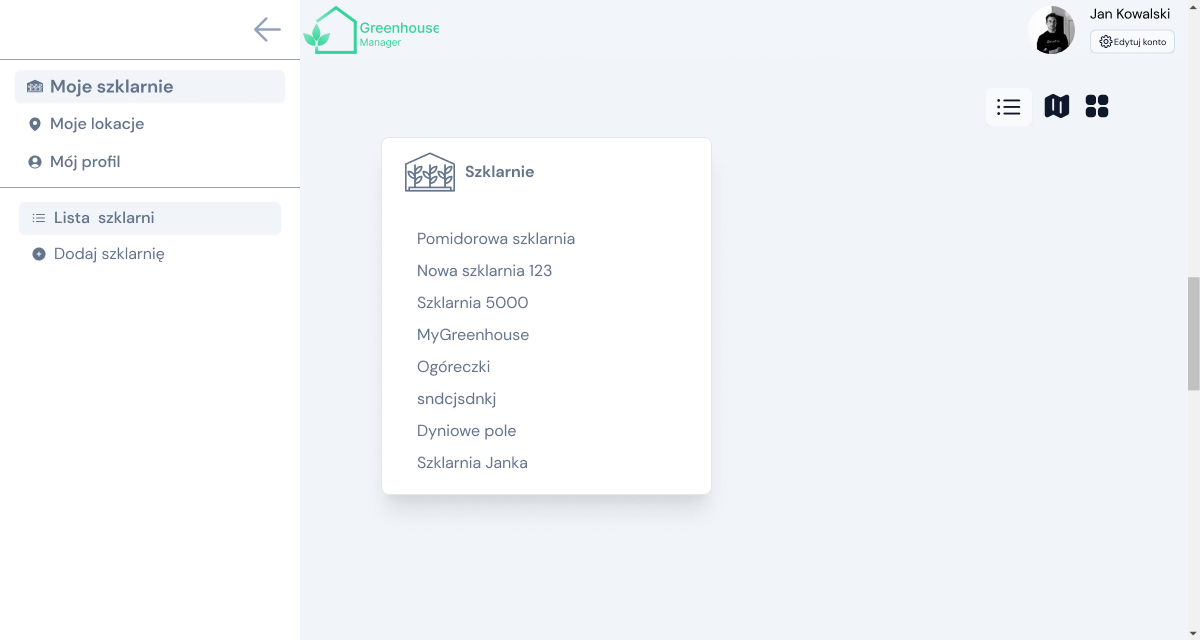 Greenhouse
Manager
Jan Kowalski
Edytuj konto
Moje szklarnie
Moje lokacje
Mój profil
Lista szklarni
Dodaj szklarnię
Szklarnie
Pomidorowa szklarnia
Nowa szklarnia 123
Szklarnia 5000
MyGreenhouse
Ogóreczki
sndcjsdnkj
Dyniowe pole
Szklarnia Janka